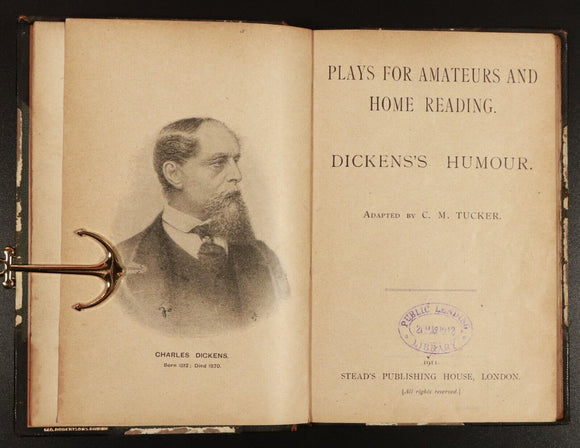 CHARLES DICKENS.
Born 1812; Died 1870.
PLAYS FOR AMATEURS AND
HOME READING.
DICKENS'S HUMOUR.
ADAPTED BY C. M. TUCKER.
PUBLIC LENDING
LIBRARY
STEAD'S PUBLISHING HOUSE, LONDON.
[All rights reserved.]